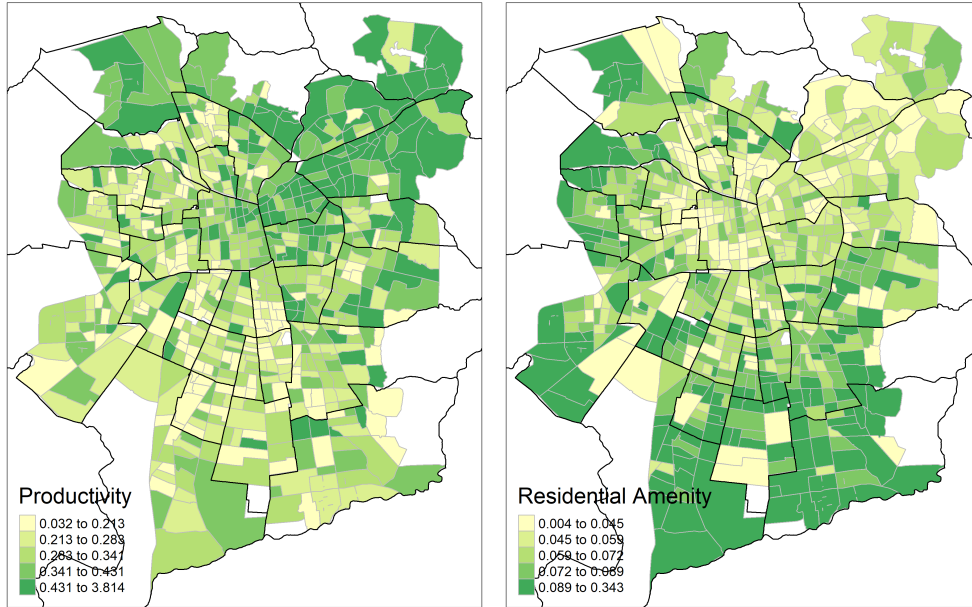 Productivity
0.032 to 0.213
0.213 to 0.283
0.283 to 0.341
0.341 to 0.431
0.431 to 3.814
Residential Amenity
0.004 to 0.045
0.045 to 0.059
0.059 to 0.072
0.072 to 0.089
0.089 to 0.343